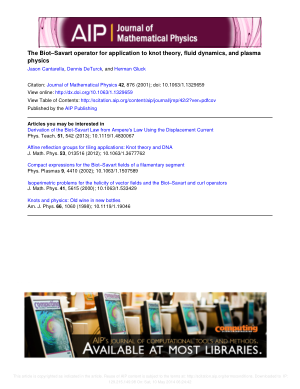 AIP | Journal of
Mathematical Physics
The Biot–Savart operator for application to knot theory, fluid dynamics, and plasma
physics
Jason Cantarella, Dennis DeTurck, and Herman Gluck
Citation: Journal of Mathematical Physics 42, 876 (2001); doi: 10.1063/1.1329659
View online: http://dx.doi.org/10.1063/1.1329659
View Table of Contents: http://scitation.aip.org/content/aip/journal/jmp/42/2?ver=pdfcov
Published by the AIP Publishing
Articles you may be interested in
Derivation of the Biot-Savart Law from Ampere's Law Using the Displacement Current
Phys. Teach. 51, 542 (2013); 10.1119/1.4830067
Affine reflection groups for tiling applications: Knot theory and DNA
J. Math. Phys. 53, 013516 (2012); 10.1063/1.3677762
Compact expressions for the Biot–Savart fields of a filamentary segment
Phys. Plasmas 9, 4410 (2002); 10.1063/1.1507589
Isoperimetric problems for the helicity of vector fields and the Biot–Savart and curl operators
J. Math. Phys. 41, 5615 (2000); 10.1063/1.533429
Knots and physics: Old wine in new bottles
Am. J. Phys. 66, 1060 (1998); 10.1119/1.19046
computing
AIP'S JOURNAL OF COMPUTATIONAL TOOLS AND METHODS.
AVAILABLE AT MOST LIBRARIES.